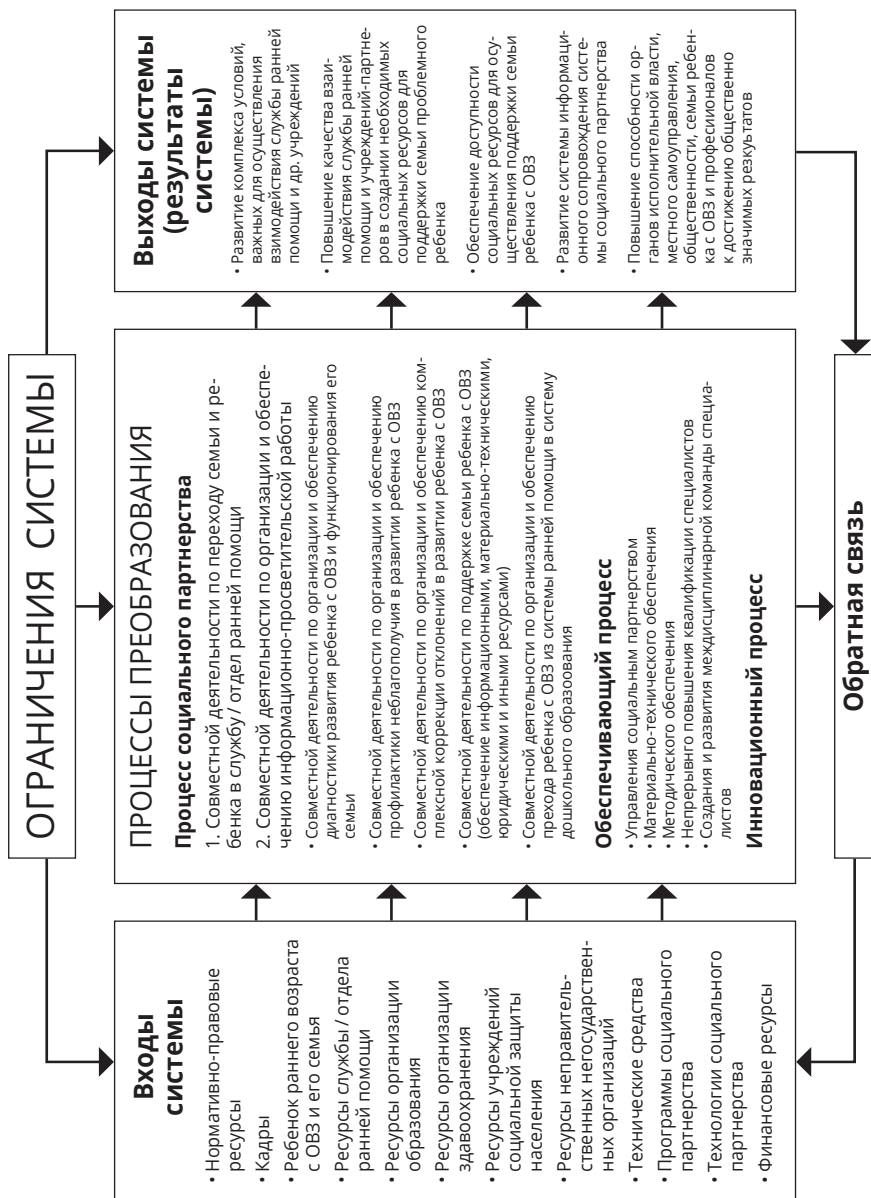 ОГРАНИЧЕНИЯ СИСТЕМЫ
Входы
системы
• Нормативно-правовые
ресурсы
• Кадры
• Ребенок раннего возраста
с ОВЗ и его семья
• Ресурсы службы / отдела
ранней помощи
• Ресурсы организации
образования
• Ресурсы организации
здавоохранения
• Ресурсы учреждений
социальной защиты
населения
• Ресурсы неправитель-
ственных негосударствен-
ных организаций
• Технические средства
• Программы социального
партнерства
• Технологии социального
партнерства
• Финансовые ресурсы
ПРОЦЕССЫ ПРЕОБРАЗОВАНИЯ
Процесс социального партнерства
1. Совместной деятельности по переходу семьи и ре-
бенка в службу / отдел ранней помощи
2. Совместной деятельности по организации и обеспе-
чению информационно-просветительской работы
• Совместной деятельности по организации и обеспечению
диагностики развития ребенка с ОВЗ и функционирования его
семьи
• Совместной деятельности по организации и обеспечению
профилактики неблагополучия в развитии ребенка с ОВЗ
• Совместной деятельности по организации и обеспечению ком-
плексной коррекции отклонений в развитии ребенка с ОВЗ
• Совместной деятельности по поддержке семьи ребенка с ОВЗ
(обеспечение информационными, материально-техническими,
юридическими и иными ресурсами)
• Совместной деятельности по организации и обеспечению
прехода ребенка с ОВЗ из системы ранней помощи в систему
дошкольного образоования
Обеспечивающий процесс
• Управления социальным партнерством
• Материально-технического обеспечения
• Методического обеспечения
• Непрерывнго повышения квалификации специалистов
• Создания и развития междисциплинарной команды специа-
листов
Инновационный процесс
Выходы системы
(результаты
системы)
• Развитие комплекса условий,
важных для осуществления
взимодействия службы ранней
помощи и др. учреждений
• Повышение качества взаи-
модействия службы ранней
помощи и учреждений-партне-
ров в создании необходимых
социальных ресурсов для
поддержки семьи проблемного
ребенка
• Обеспечение доступности
социальных ресурсов для осу-
ществления поддержки семьи
ребенка с ОВЗ
• Развитие системы информаци-
онного сопровождения систе-
мы социального партнерства
• Повышение способности ор-
ганов исполнительной власти,
местного самоуправления,
общественности, семьи ребен-
ка с ОВЗ и професиионалов
к достижению общественно
значимых резкультатов
Обратная связь